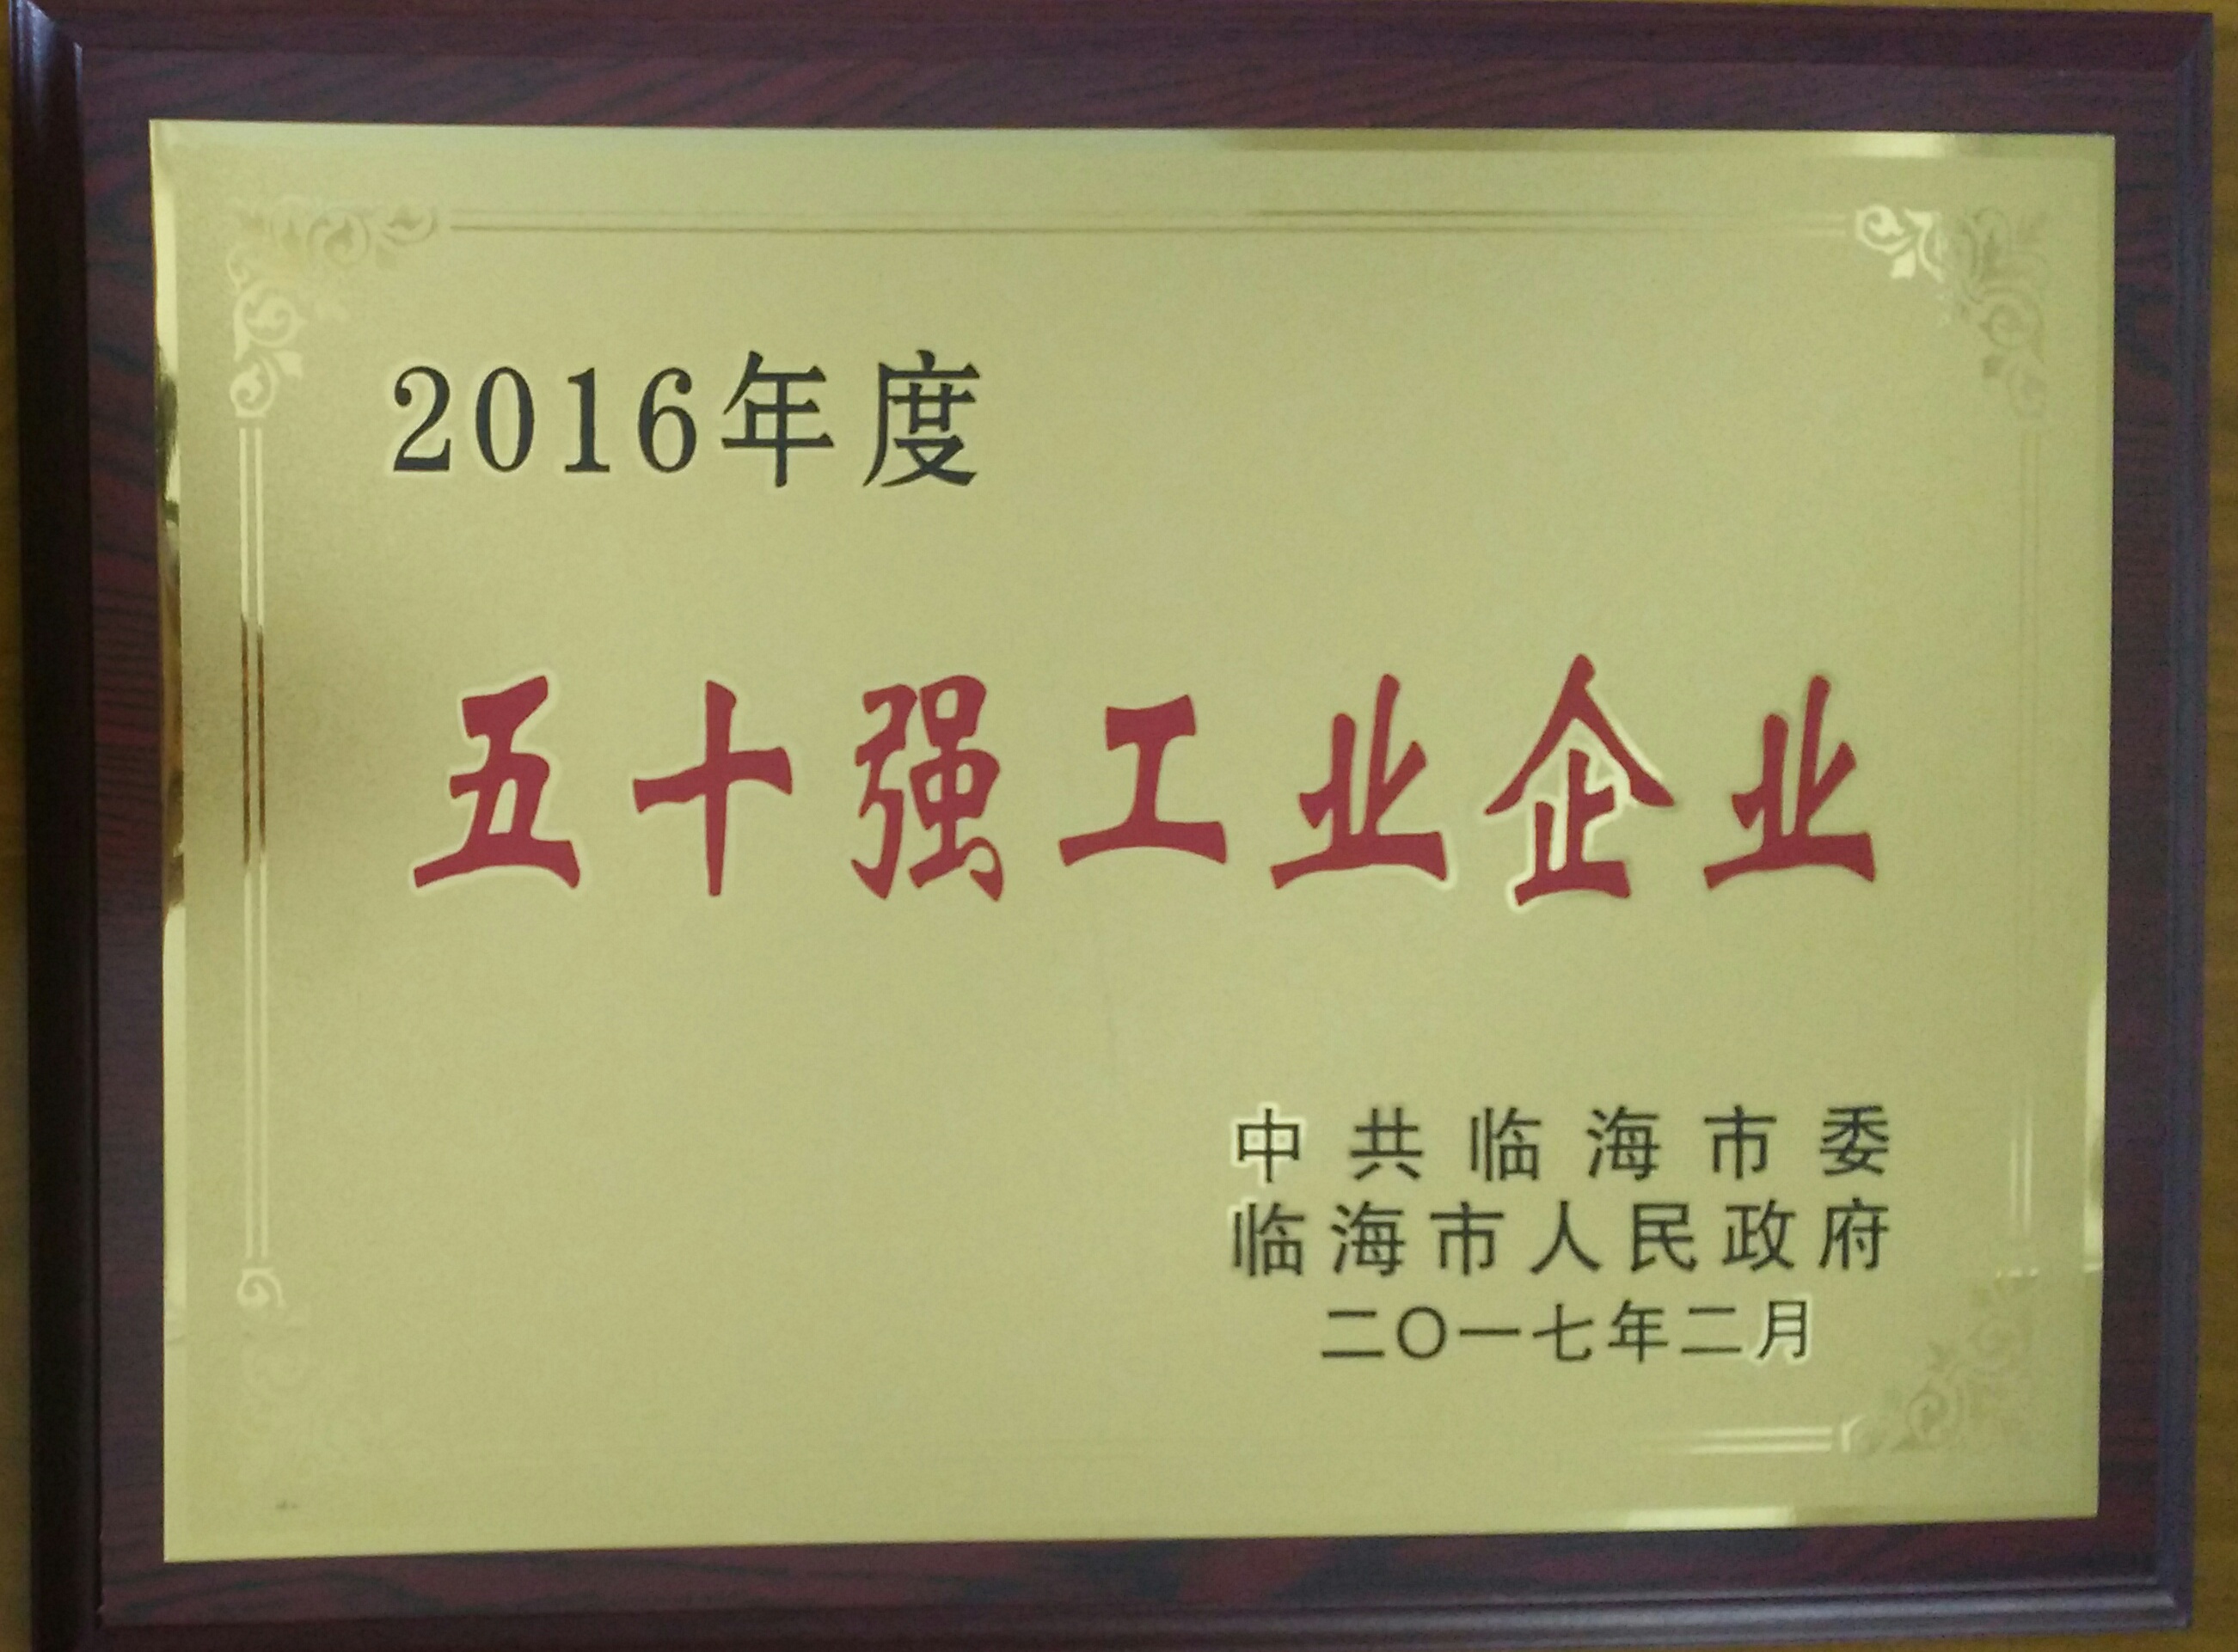 2016年度
五十强工业企业
中共临海市委
临海市人民政府
二〇一七年二月